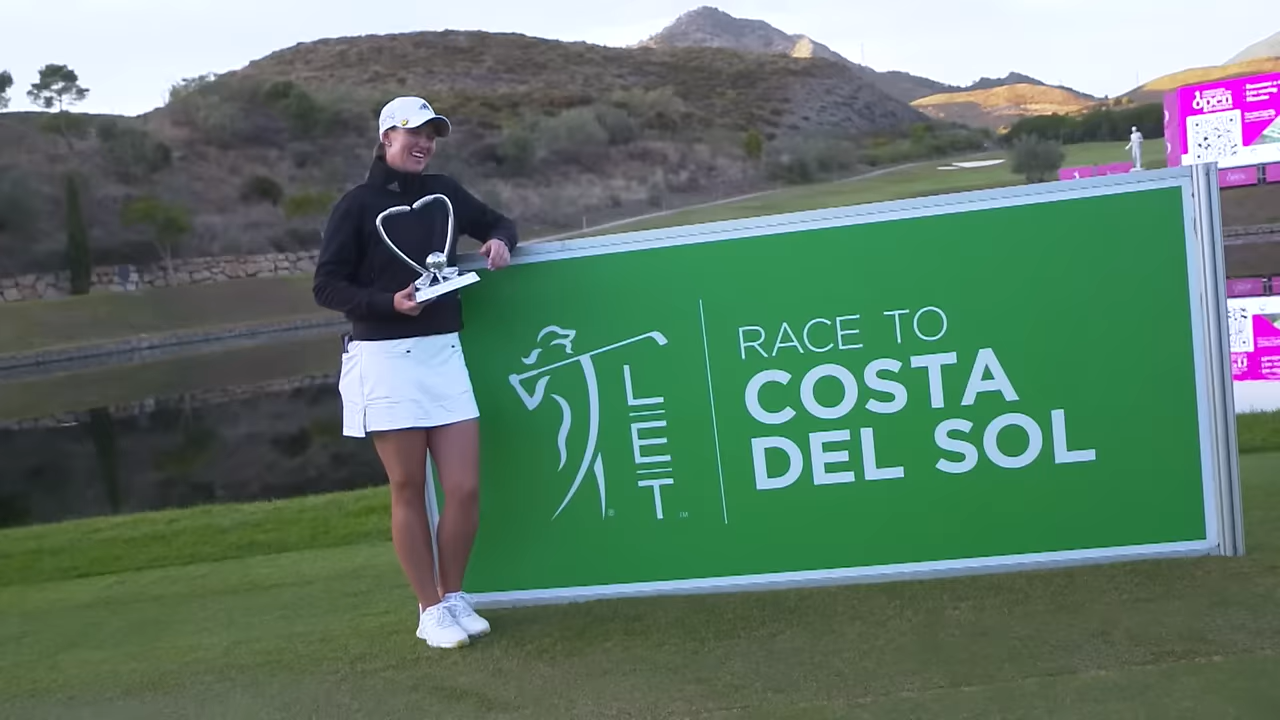 LET
RACE TO
COSTA
DEL SOL
open